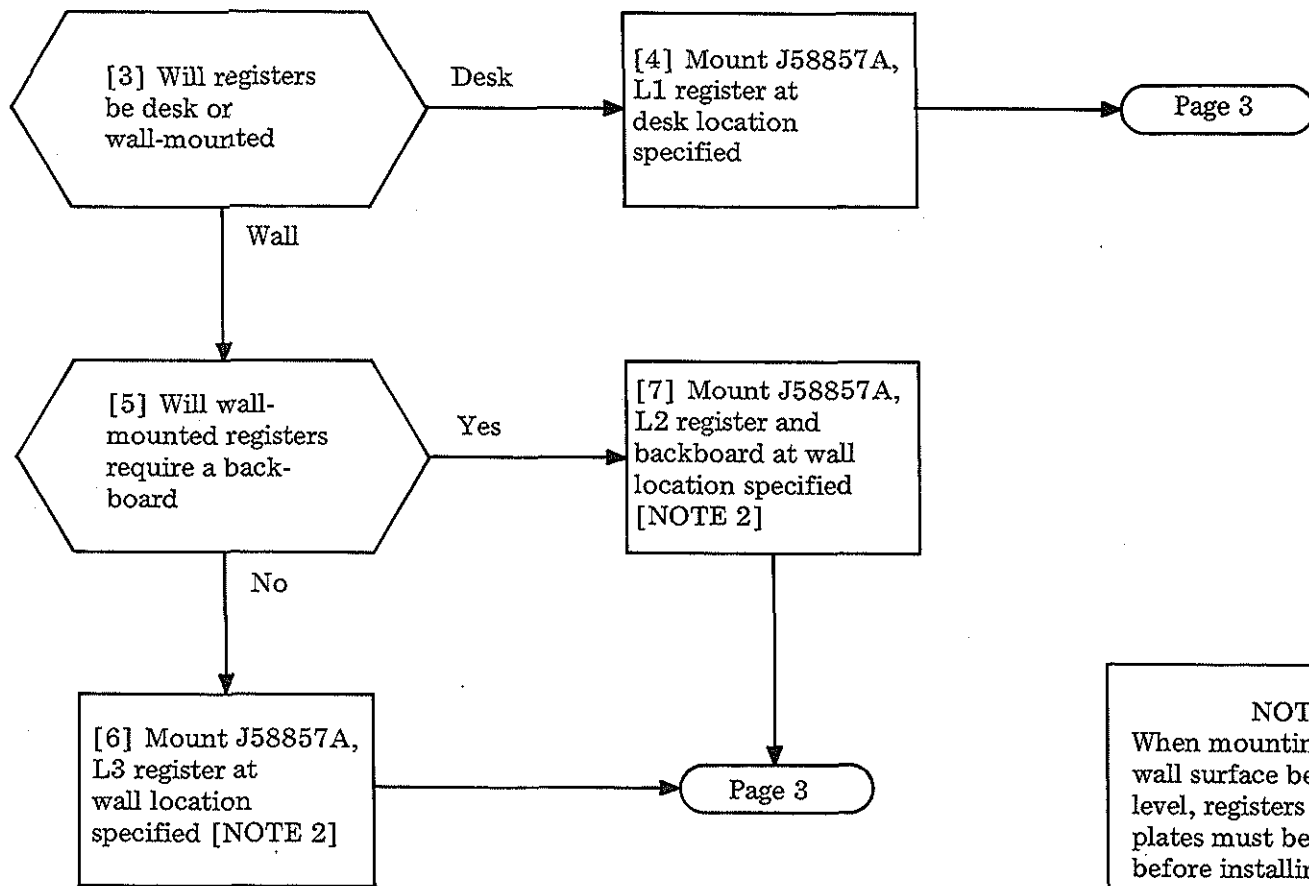 [3] Will registers
be desk or
wall-mounted
Desk
[4] Mount J58857A,
L1 register at
desk location
specified
Page 3
Wall
[5] Will wall-
mounted registers
require a back-
board
Yes
[7] Mount J58857A,
L2 register and
backboard at wall
location specified
[NOTE 2]
No
[6] Mount J58857A,
L3 register at
wall location
specified [NOTE 2]
Page 3
When
wall surface
level, registers
plates must be
before